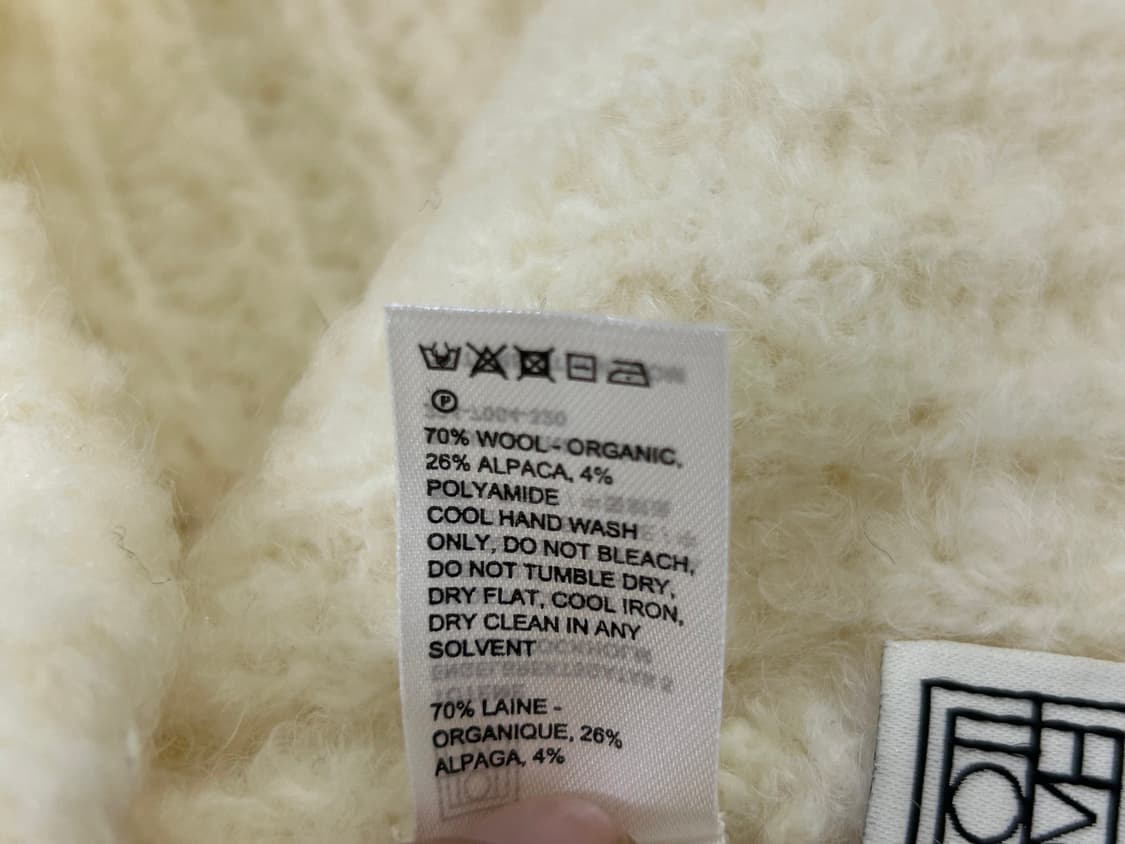 P
70% WOOL - ORGANIC,
26% ALPACA, 4%
POLYAMIDE
COOL HAND WASH
ONLY, DO NOT BLEACH,
DO NOT TUMBLE DRY,
DRY FLAT, COOL IRON,
DRY CLEAN IN ANY
SOLVENT
70% LAINE -
ORGANIQUE, 26%
ALPAGA, 4%